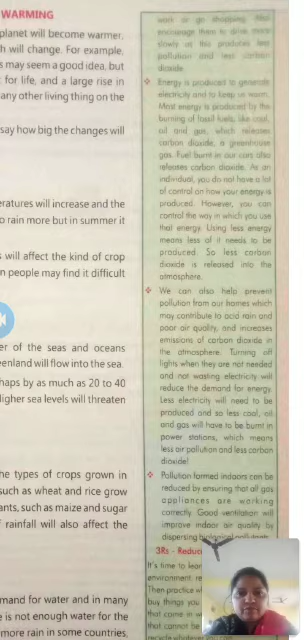 WARMING
planet will become warmer.
h will change. For example,
s may seem a good idea, but
for life, and a large rise in
any other living thing on the
say how big the changes will
eratures will increase and the
o rain more but in summer it
will affect the kind of crop
n people may find it difficult
er of the seas and oceans
eenland will flow into the sea.
haps by as much as 20 to 40
ligher sea levels will threaten
he types of crops grown in
such as wheat and rice grow
ants, such as maize and sugar
rainfall will also affect the
mand for water and in many
e is not enough water for the
more rain in some countries,
work or go shopping.
encourage them to drive more
slowly as this produces less
pollution and less carbon
dioxide.
❖ Energy is produced to generate
electricity and to keep us warm.
Most energy is produced by the
burning of fossil fuels, like coal,
oil and gas, which releases
carbon dioxide, a greenhouse
gas. Fuel burnt in our cars also
releases carbon dioxide. As an
individual, you do not have a lot
of control on how your energy is
produced. However, you can
control the way in which you use
that energy. Using less energy
means less of it needs to be
produced. So less carbon
dioxide is released into the
atmosphere.
❖ We can also help prevent
pollution from our homes which
may contribute to acid rain and
poor air quality, and increases
emissions of carbon dioxide in
the atmosphere. Turning off
lights when they are not needed
and not wasting electricity will
reduce the demand for energy.
Less electricity will need to be
produced and so less coal, oil
and gas will have to be burnt in
power stations, which means
less air pollution and less carbon
dioxide!
❖ Pollution formed indoors can be
reduced by ensuring that all gas
appliances are working
correctly. Good ventilation will
improve indoor air quality by
dispersing biological pollutants.
3Rs - Reduc
It's time to lear
environment, re
Then practice w
buy things you
that come in w
that cannot be
recycle whateve